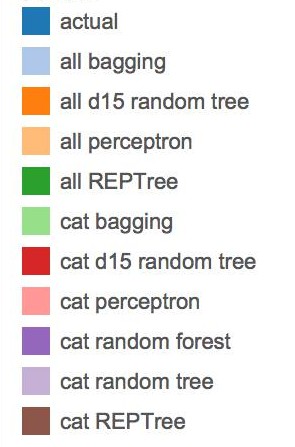 actual
all bagging
all d15 random tree
all perceptron
all REPTree
cat bagging
cat d15 random tree
cat perceptron
cat random forest
cat random tree
cat REPTree